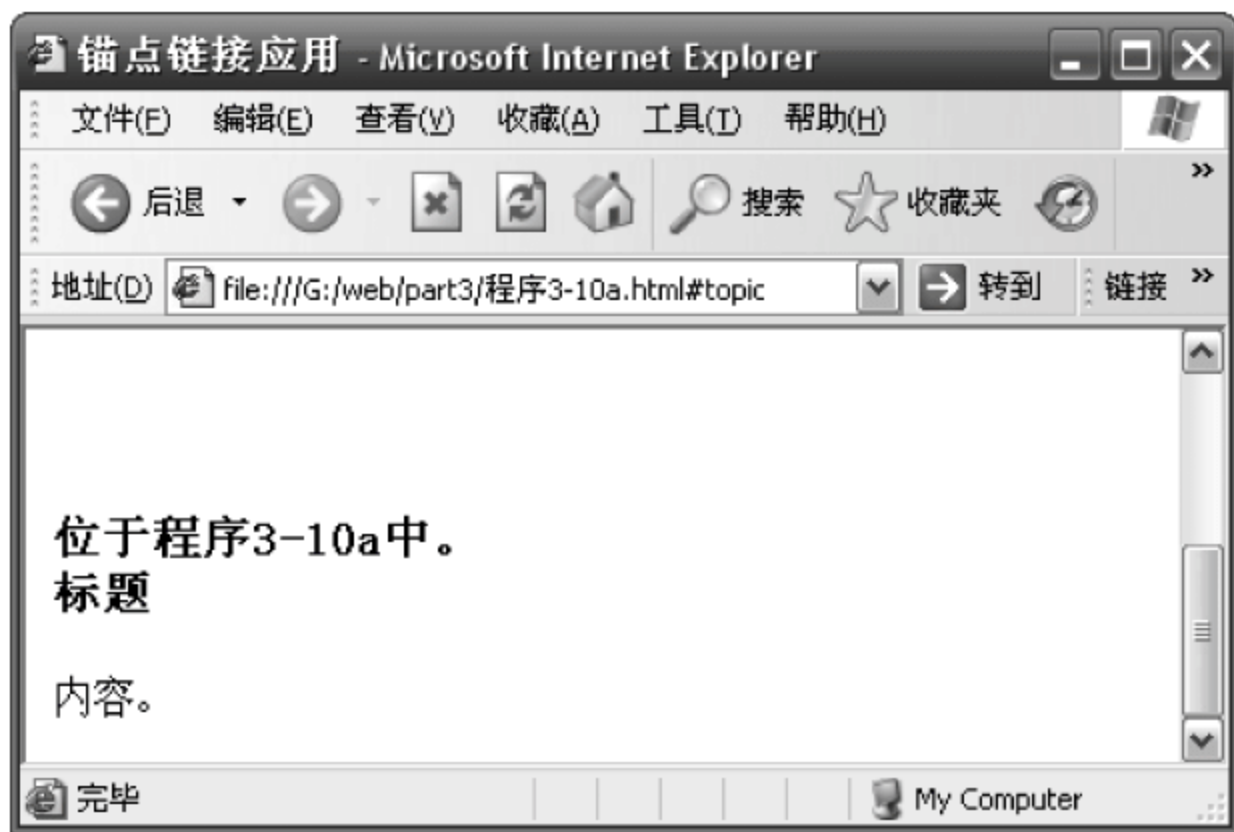 锚点链接应用 - Microsoft Internet Explorer
文件(F) 编辑(E) 查看(V) 收藏(A) 工具(T) 帮助(H)
后退 搜索 收藏夹 »
地址(D) file:///G:/web/part3/程序3-10a.html#topic 转到 链接 »
位于程序3-10a中。
标题
内容。
完毕 My Computer